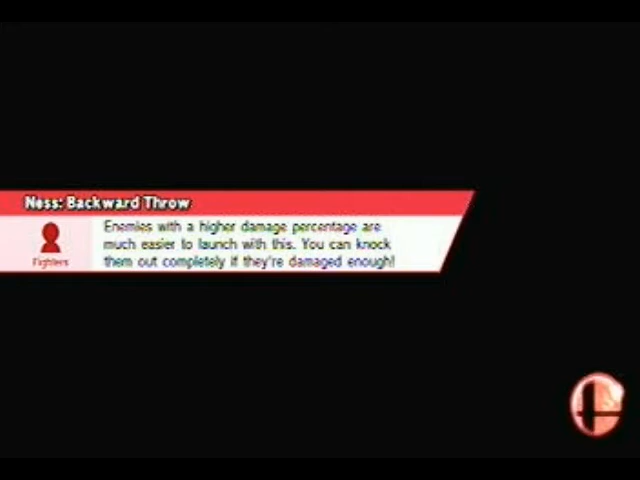 Ness: Backward Throw
Enemies with a higher damage percentage are
much easier to launch with this. You can knock
them out completely if they're damaged enough!
Fighters